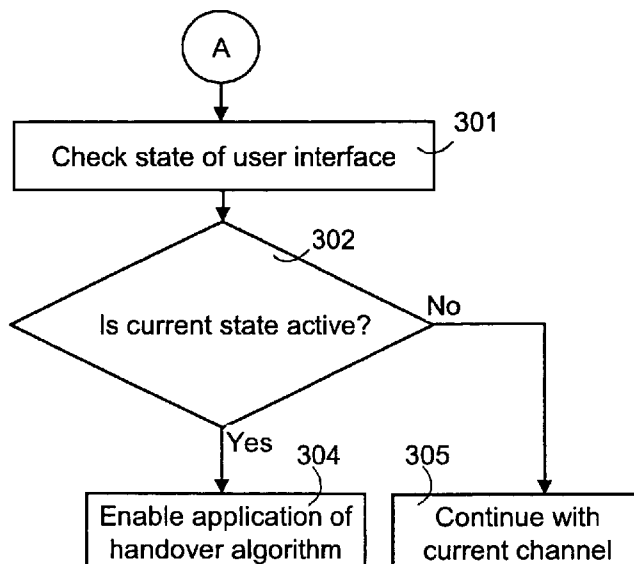 A
301
Check state of user interface
302
Is current state active?
No
Yes
304
Enable application of
handover algorithm
305
Continue with
current channel